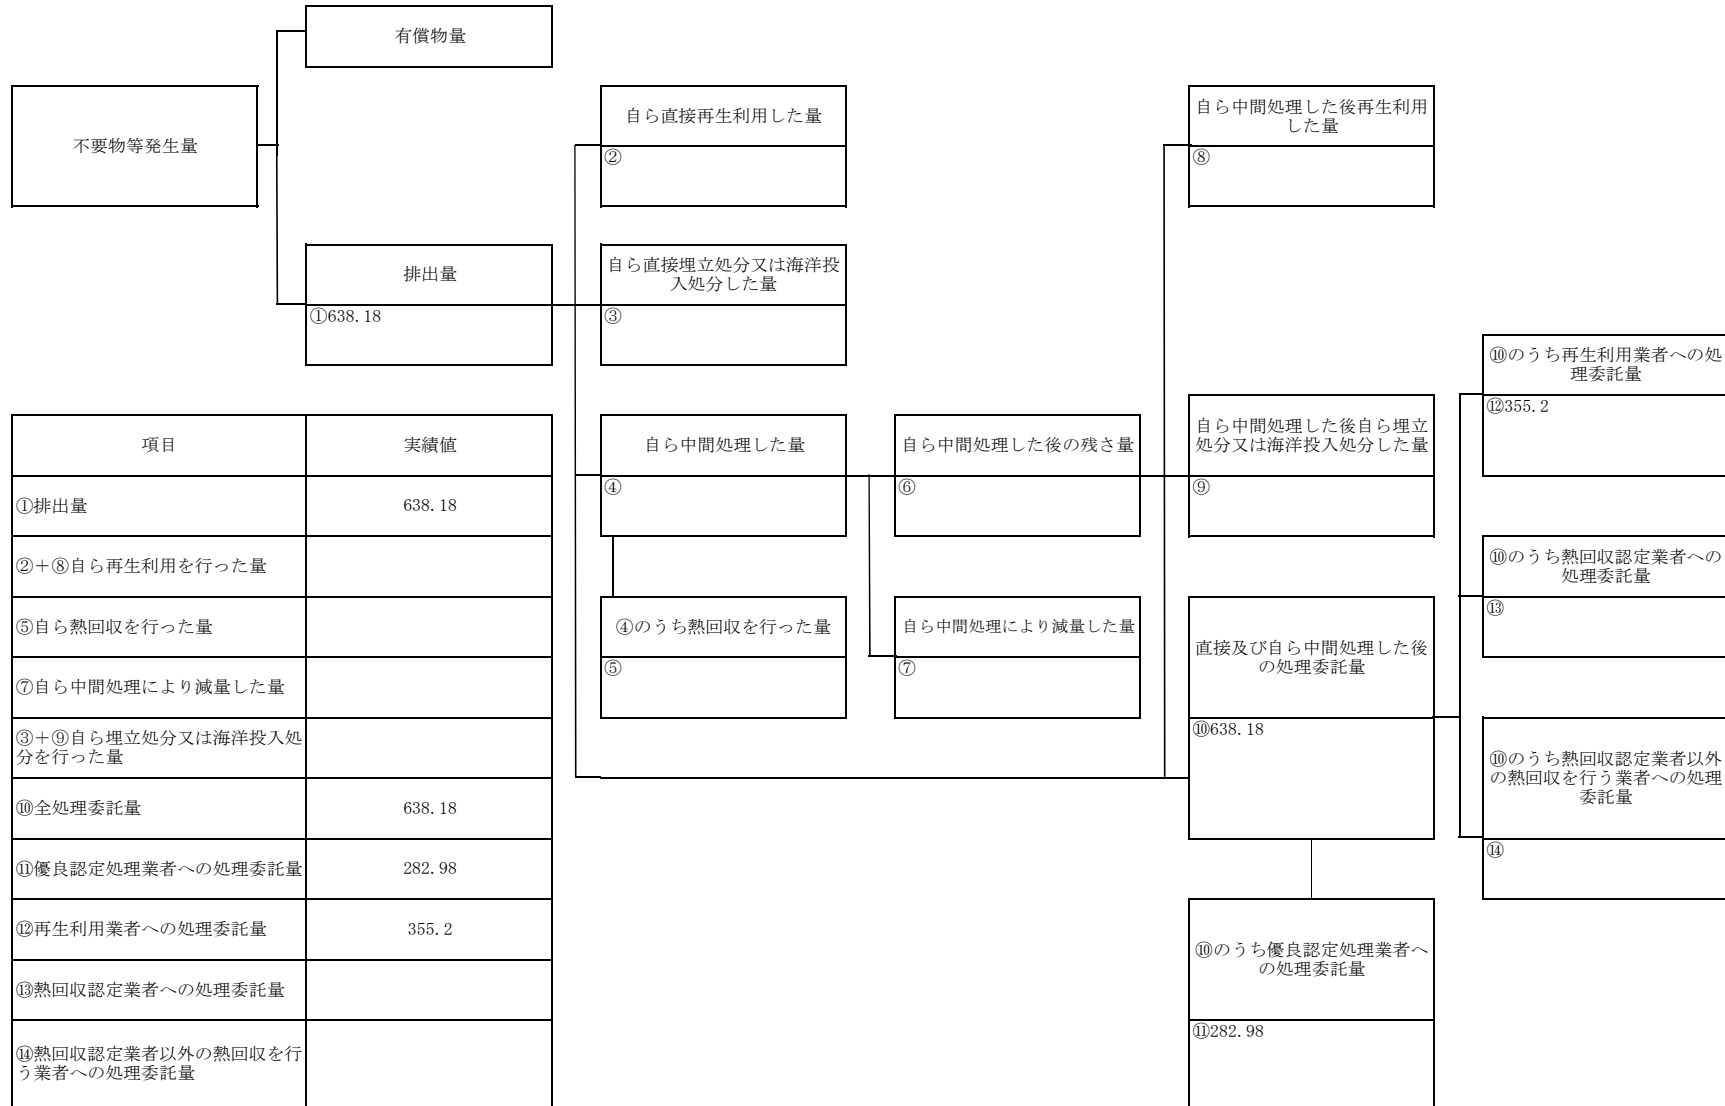 有償物量
不要物等発生量
自ら直接再生利用した量
②
自ら中間処理した後再生利用
した量
⑧
排出量
①638.18
自ら直接埋立処分又は海洋投
入処分した量
③
⑩のうち再生利用業者への処
理委託量
⑫355.2
自ら中間処理した量
④
自ら中間処理した後の残さ量
⑥
自ら中間処理した後自ら埋立
処分又は海洋投入処分した量
⑨
⑩のうち熱回収認定業者への
処理委託量
⑬
④のうち熱回収を行った量
⑤
自ら中間処理により減量した量
⑦
直接及び自ら中間処理した後
の処理委託量
⑩638.18
⑩のうち熱回収認定業者以外
の熱回収を行う業者への処理
委託量
⑭
⑩のうち優良認定処理業者へ
の処理委託量
⑪282.98
項目 実績値
①排出量 638.18
②＋⑧自ら再生利用を行った量
⑤自ら熱回収を行った量
⑦自ら中間処理により減量した量
③＋⑨自ら埋立処分又は海洋投入処
分を行った量
⑩全処理委託量 638.18
⑪優良認定処理業者への処理委託量 282.98
⑫再生利用業者への処理委託量 355.2
⑬熱回収認定業者への処理委託量
⑭熱回収認定業者以外の熱回収を行
う業者への処理委託量